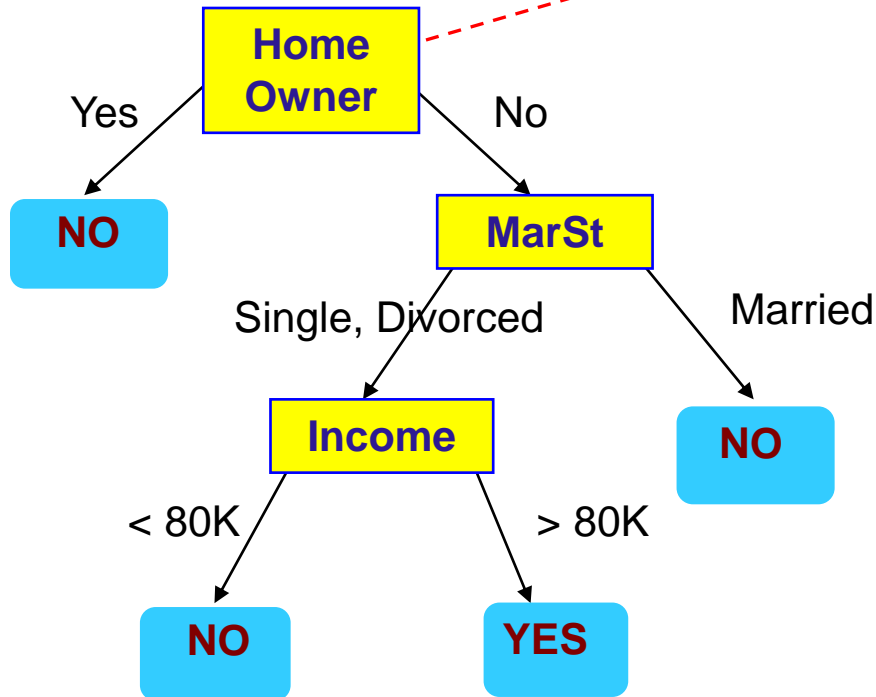 Home
Owner
Yes
No
NO
MarSt
Single, Divorced
Married
Income
NO
< 80K
> 80K
NO
YES